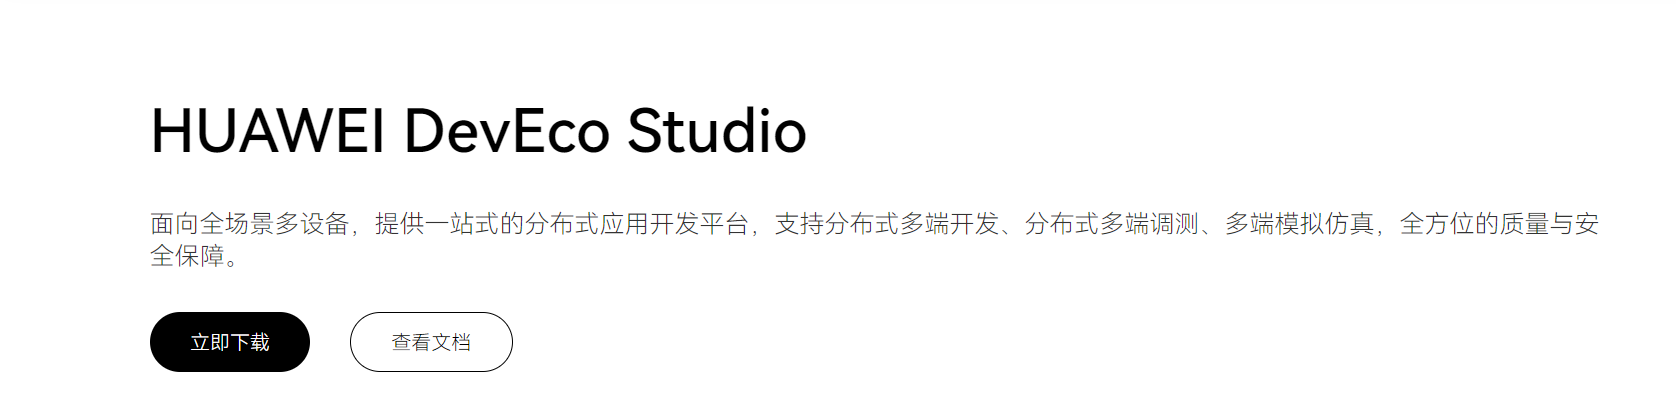 HUAWEI DevEco Studio
面向全场景多设备，提供一站式的分布式应用开发平台，支持分布式多端开发、分布式多端调测、多端模拟仿真，全方位的质量与安
全保障。
立即下载 查看文档